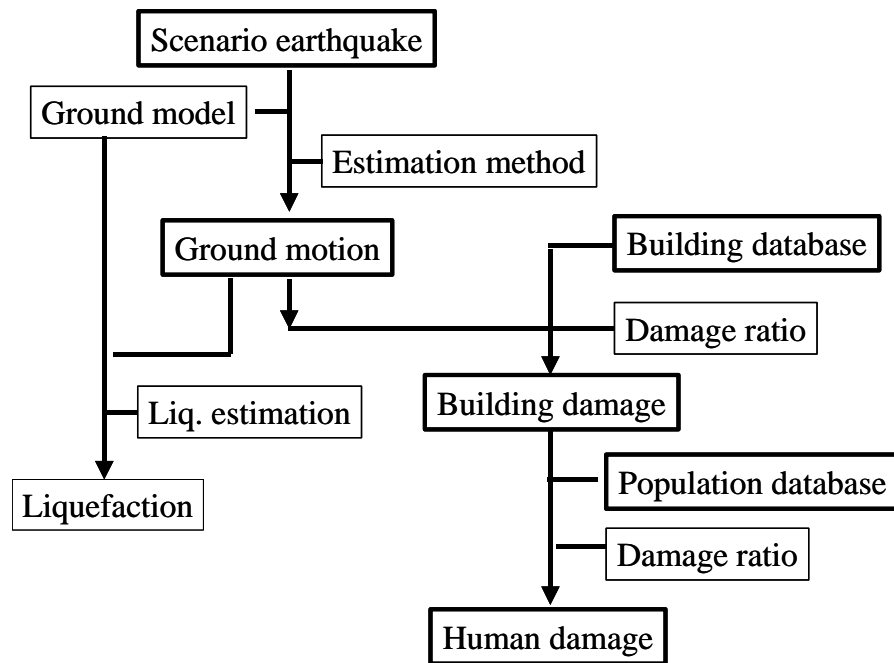 Scenario earthquake
Ground model
Estimation method
Ground motion
Building database
Damage ratio
Building damage
Liq. estimation
Liquefaction
Population database
Damage ratio
Human damage